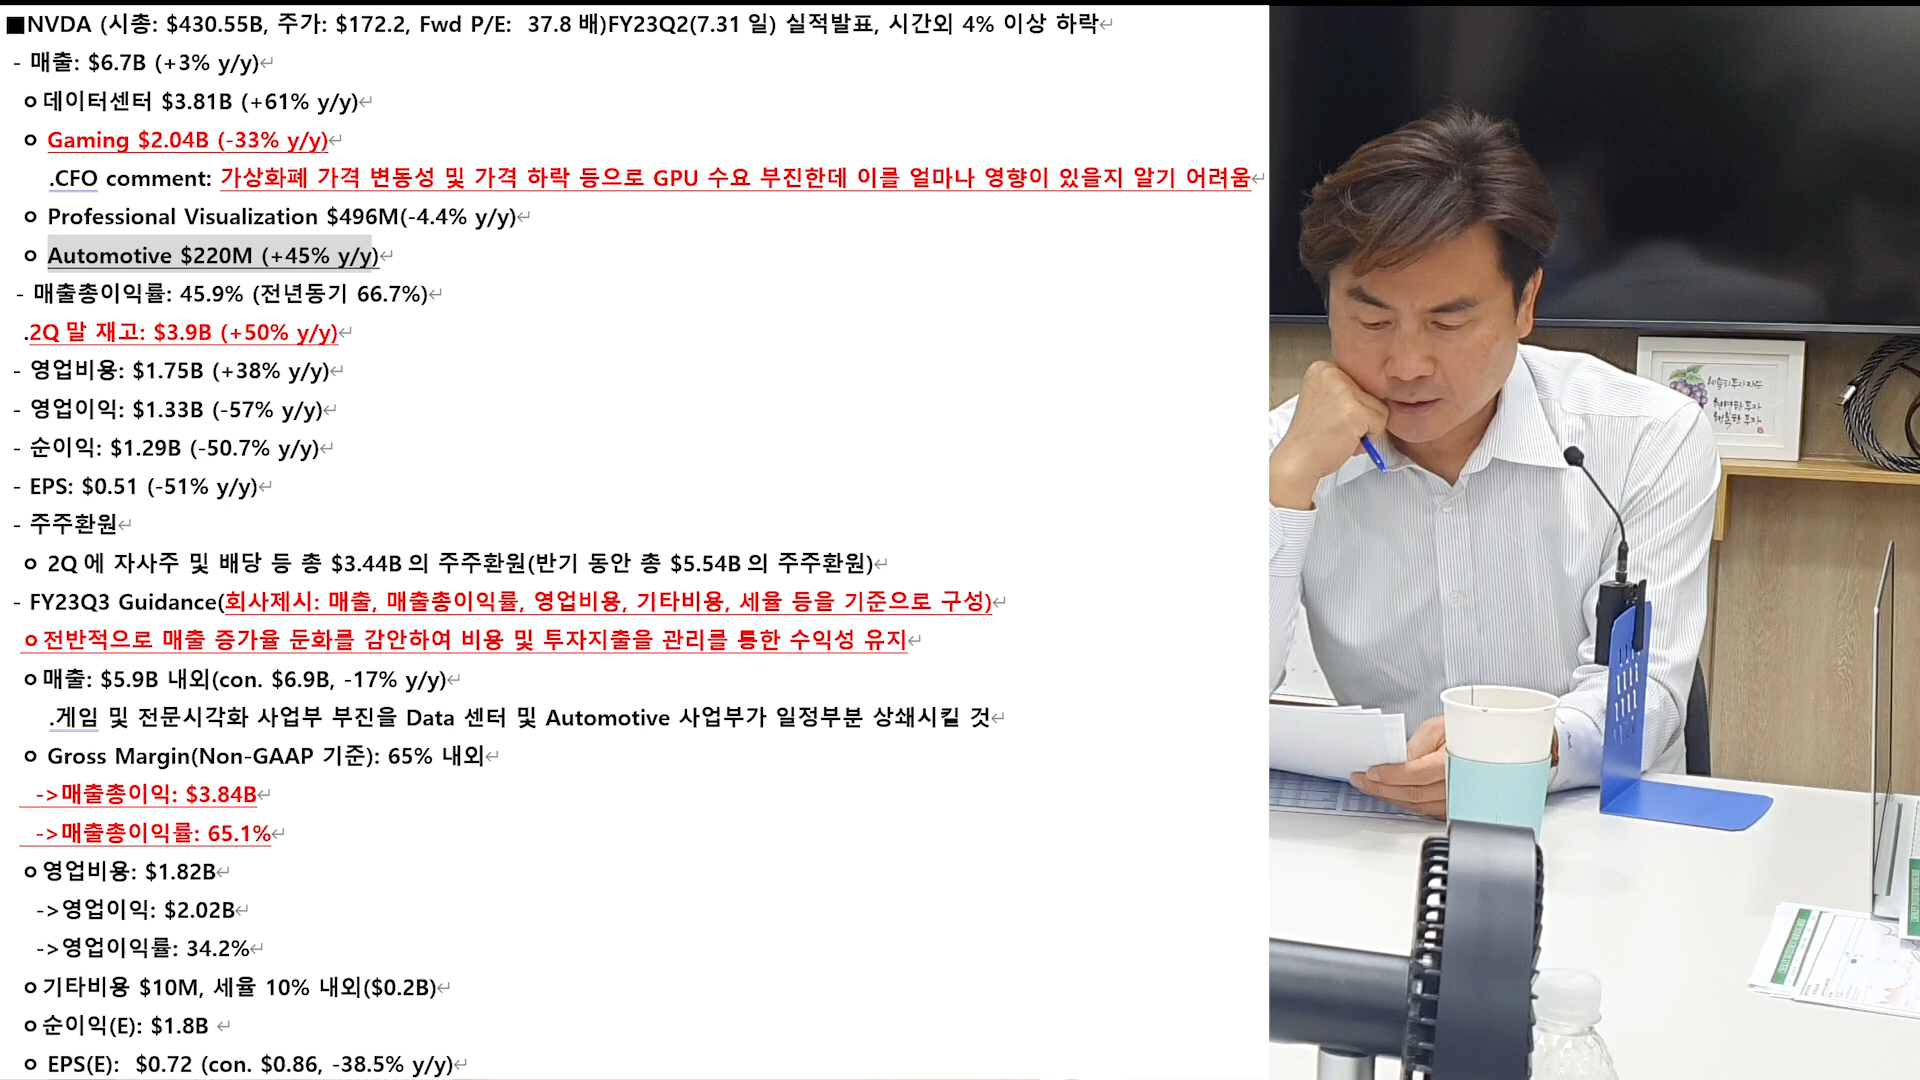 ■NVDA (시총: $430.55B, 주가: $172.2, Fwd P/E: 37.8 배)FY23Q2(7.31 일) 실적발표, 시간외 4% 이상 하락↵
- 매출: $6.7B (+3% y/y)↵
o 데이터센터 $3.81B (+61% y/y)↵
o Gaming $2.04B (-33% y/y)↵
.CFO comment: 가상화폐 가격 변동성 및 가격 하락 등으로 GPU 수요 부진한데 이를 얼마나 영향이 있을지 알기 어려움↵
o Professional Visualization $496M(-4.4% y/y)↵
o Automotive $220M (+45% y/y)↵
- 매출총이익률: 45.9% (전년동기 66.7%)↵
.2Q 말 재고: $3.9B (+50% y/y)↵
- 영업비용: $1.75B (+38% y/y)↵
- 영업이익: $1.33B (-57% y/y)↵
- 순이익: $1.29B (-50.7% y/y)↵
- EPS: $0.51 (-51% y/y)↵
- 주주환원↵
o 2Q 에 자사주 및 배당 등 총 $3.44B 의 주주환원(반기 동안 총 $5.54B 의 주주환원)↵
- FY23Q3 Guidance(회사제시: 매출, 매출총이익률, 영업비용, 기타비용, 세율 등을 기준으로 구성)↵
o 전반적으로 매출 증가율 둔화를 감안하여 비용 및 투자지출을 관리를 통한 수익성 유지↵
o 매출: $5.9B 내외(con. $6.9B, -17% y/y)↵
.게임 및 전문시각화 사업부 부진을 Data 센터 및 Automotive 사업부가 일정부분 상쇄시킬 것↵
o Gross Margin(Non-GAAP 기준): 65% 내외↵
->매출총이익: $3.84B↵
->매출총이익률: 65.1%↵
o 영업비용: $1.82B↵
->영업이익: $2.02B↵
->영업이익률: 34.2%↵
o 기타비용 $10M, 세율 10% 내외($0.2B)↵
o 순이익(E): $1.8B ↵
o EPS(E): $0.72 (con. $0.86, -38.5% y/y)↵
현명한 투자
행복한 투자